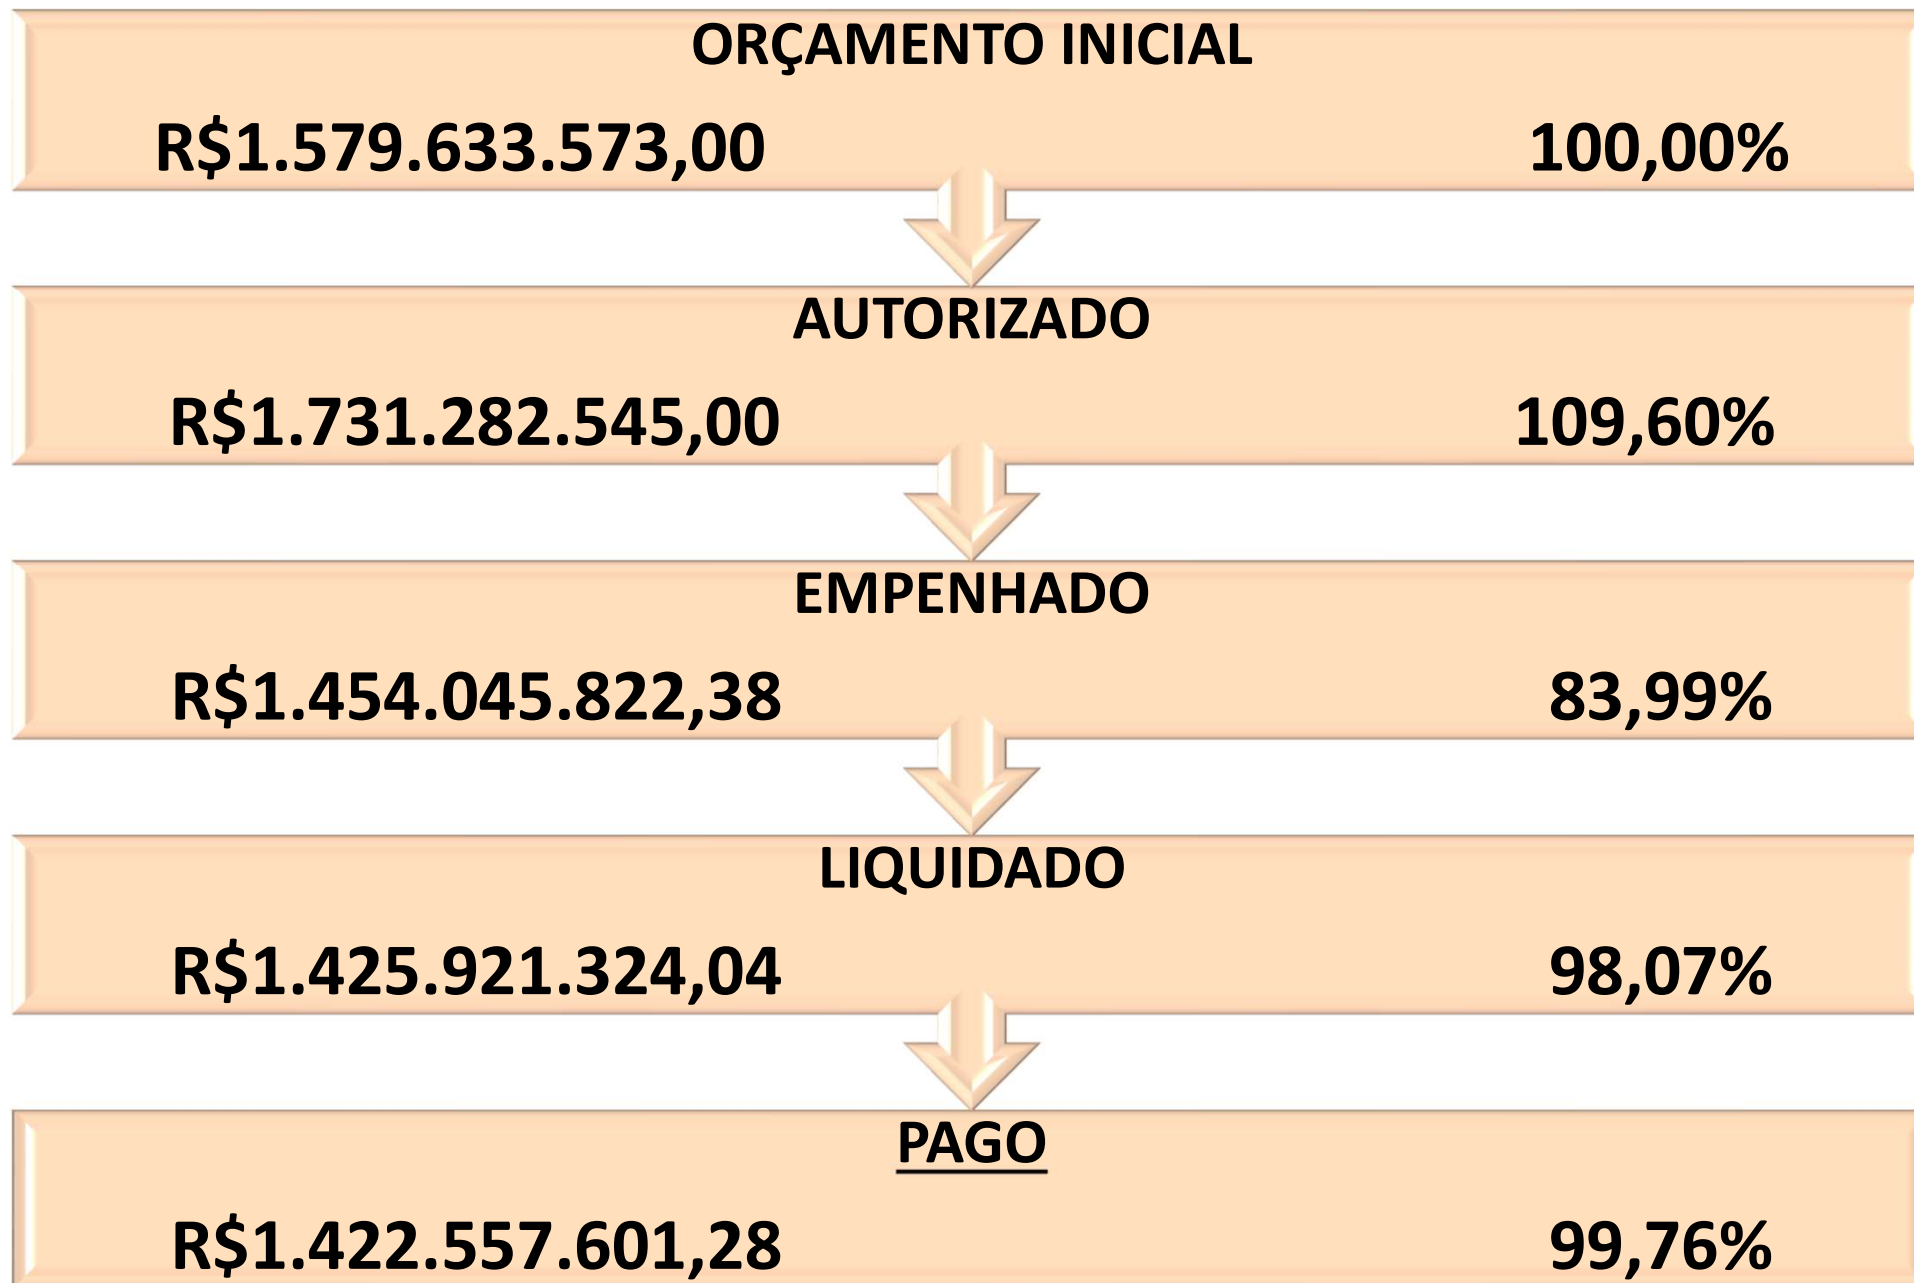 ORÇAMENTO INICIAL
R$1.579.633.573,00 100,00%
AUTORIZADO
R$1.731.282.545,00 109,60%
EMPENHADO
R$1.454.045.822,38 83,99%
LIQUIDADO
R$1.425.921.324,04 98,07%
PAGO
R$1.422.557.601,28 99,76%